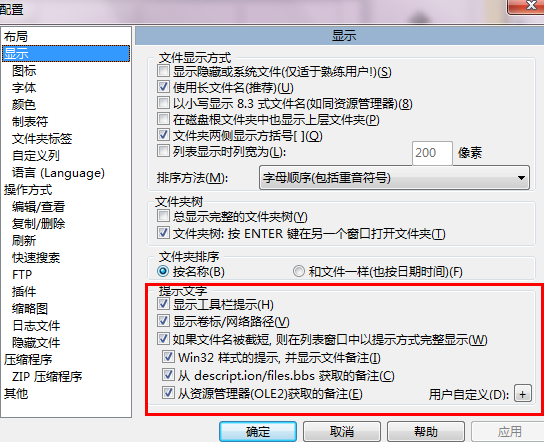 配置
布局
显示
图标
字体
颜色
制表符
文件夹标签
自定义列
语言 (Language)
操作方式
编辑/查看
复制/删除
刷新
快速搜索
FTP
插件
缩略图
日志文件
隐藏文件
压缩程序
ZIP 压缩程序
其他
显示
文件显示方式
显示隐藏或系统文件(仅适于熟练用户!)(S)
使用长文件名(推荐)(U)
以小写显示 8.3 式文件名(如同资源管理器)(8)
在磁盘根文件夹中也显示上层文件夹(P)
文件夹两侧显示方括号[ ](Q)
列表显示时列宽为(L): 200 像素
排序方法(M): 字母顺序(包括重音符号)
文件夹树
总显示完整的文件夹树(Y)
文件夹树: 按 ENTER 键在另一个窗口打开文件夹(T)
文件夹排序
按名称(B) 和文件一样(也按日期时间)(F)
提示文字
显示工具栏提示(H)
显示卷标/网络路径(V)
如果文件名被截短, 则在列表窗口中以提示方式完整显示(W)
Win32 样式的提示, 并显示文件备注(I)
从 descript.ion/files.bbs 获取的备注(C)
从资源管理器(OLE2)获取的备注(E) 用户自定义(D): +
确定 取消 帮助 应用